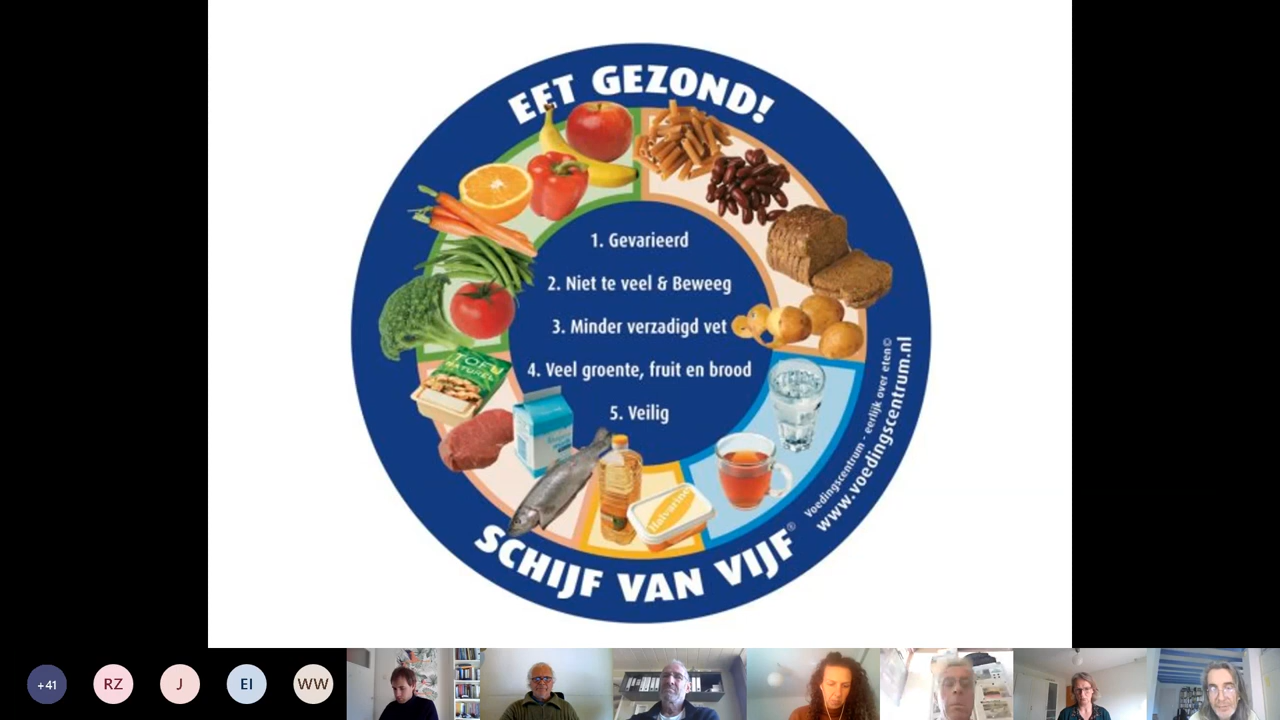 EET GEZOND!
1. Gevarieerd
2. Niet te veel & Beweeg
3. Minder verzadigd vet
4. Veel groente, fruit en brood
5. Veilig
TOFU
NATUREL
Halvarine
Voedingscentrum - eerlijk over eten©
www.voedingscentrum.nl
SCHIJF VAN VIJF®
+41
RZ
J
EI
WW